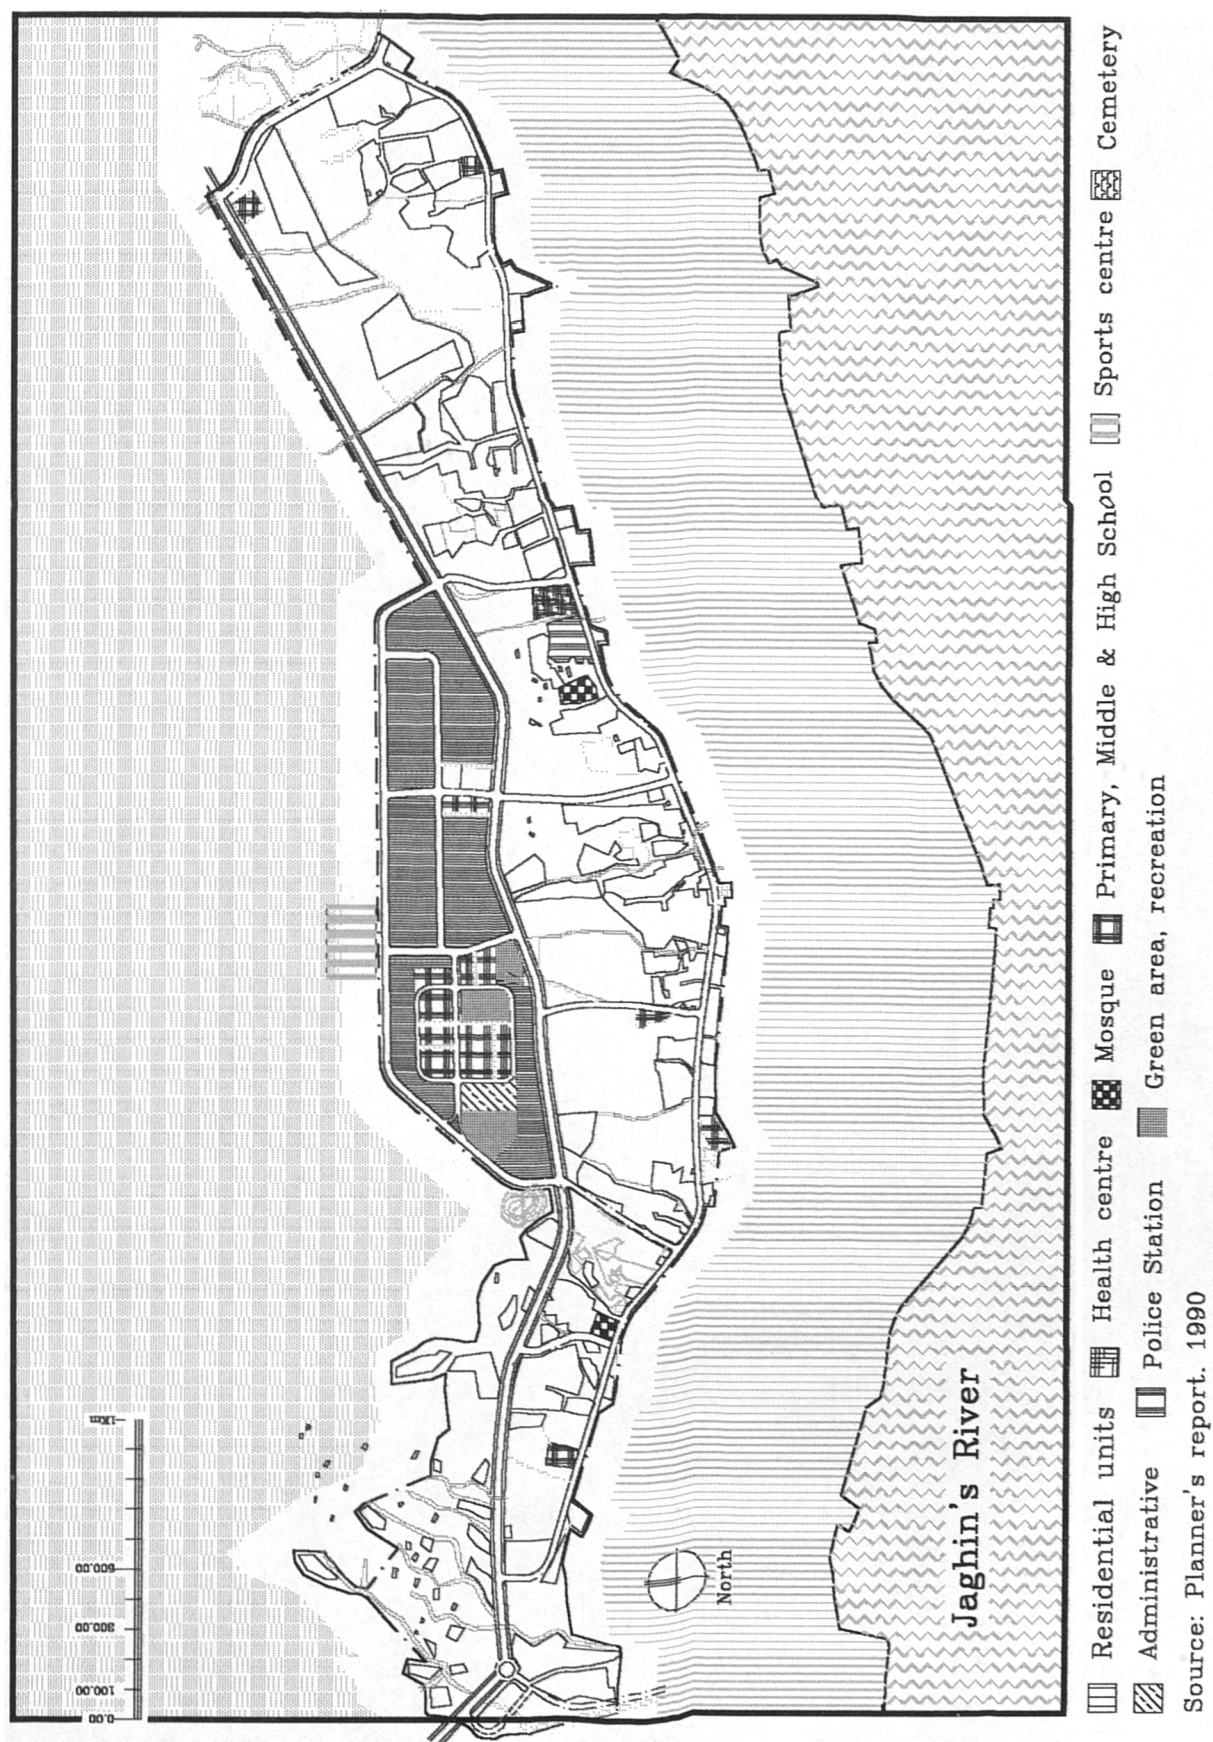 0.00 100.00 300.00 600.00 1Km
North
Jaghin's River
Residential units Health centre Mosque Primary, Middle & High School Sports centre Cemetery
Administrative Police Station Green area, recreation
Source: Planner's report. 1990